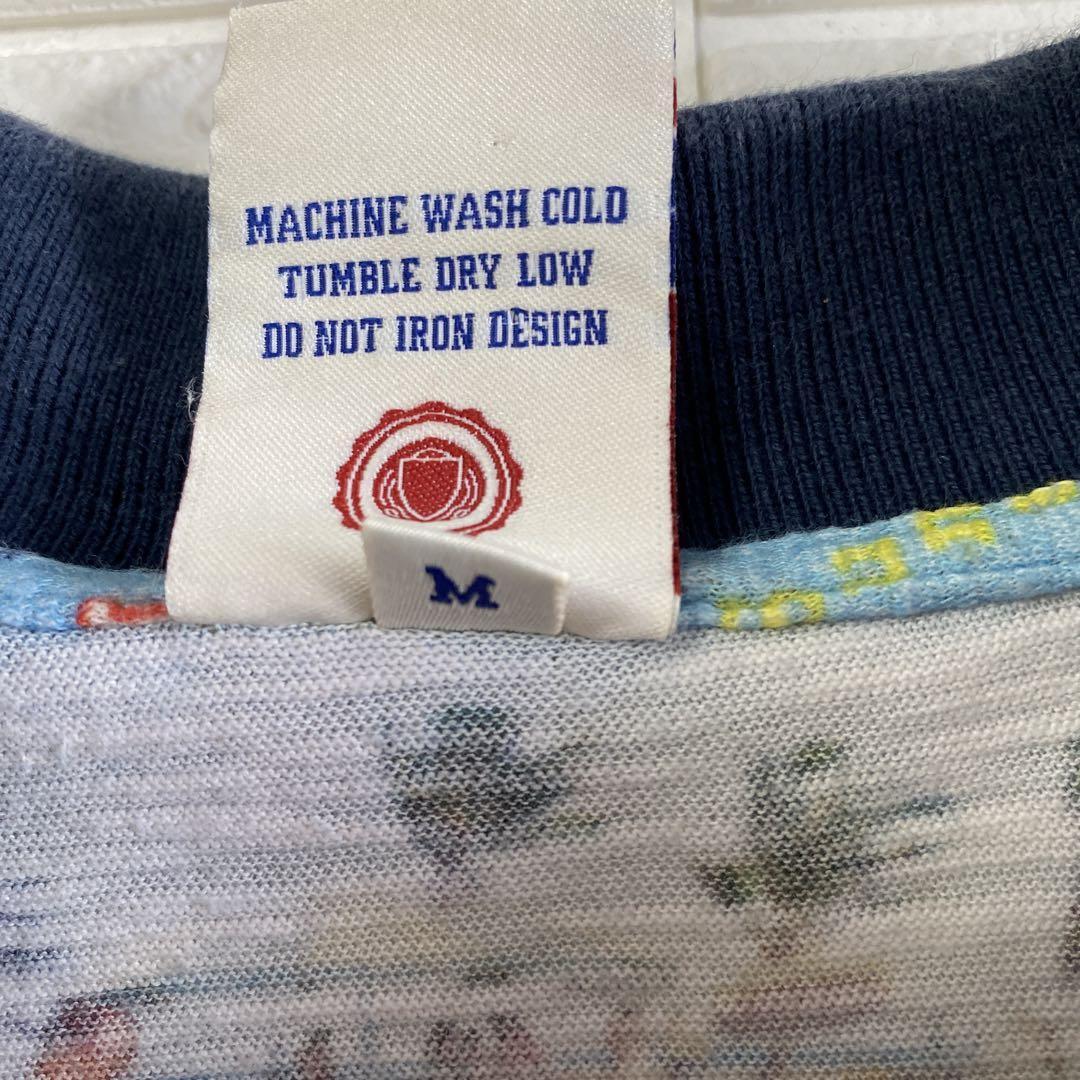 MACHINE WASH COLD
TUMBLE DRY LOW
DO NOT IRON DESIGN
M